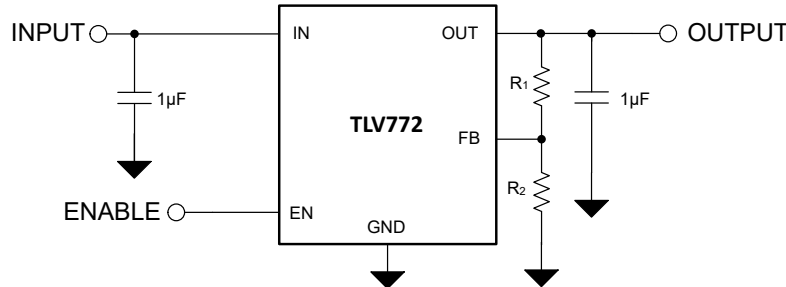 INPUT
IN
OUT
OUTPUT
1µF
R1
1µF
TLV772
FB
R2
ENABLE
EN
GND